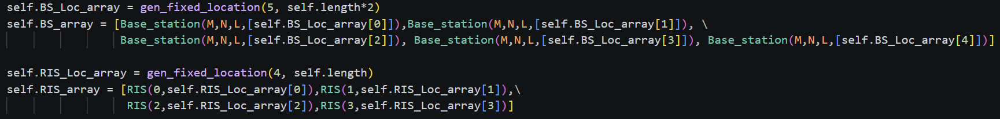 self.BS_Loc_array = gen_fixed_location(5, self.length*2)
self.BS_array = [Base_station(M,N,L,[self.BS_Loc_array[0]]),Base_station(M,N,L,[self.BS_Loc_array[1]]), \
Base_station(M,N,L,[self.BS_Loc_array[2]]), Base_station(M,N,L,[self.BS_Loc_array[3]]), Base_station(M,N,L,[self.BS_Loc_array[4]])]
self.RIS_Loc_array = gen_fixed_location(4, self.length)
self.RIS_array = [RIS(0,self.RIS_Loc_array[0]),RIS(1,self.RIS_Loc_array[1]),\
RIS(2,self.RIS_Loc_array[2]),RIS(3,self.RIS_Loc_array[3])]